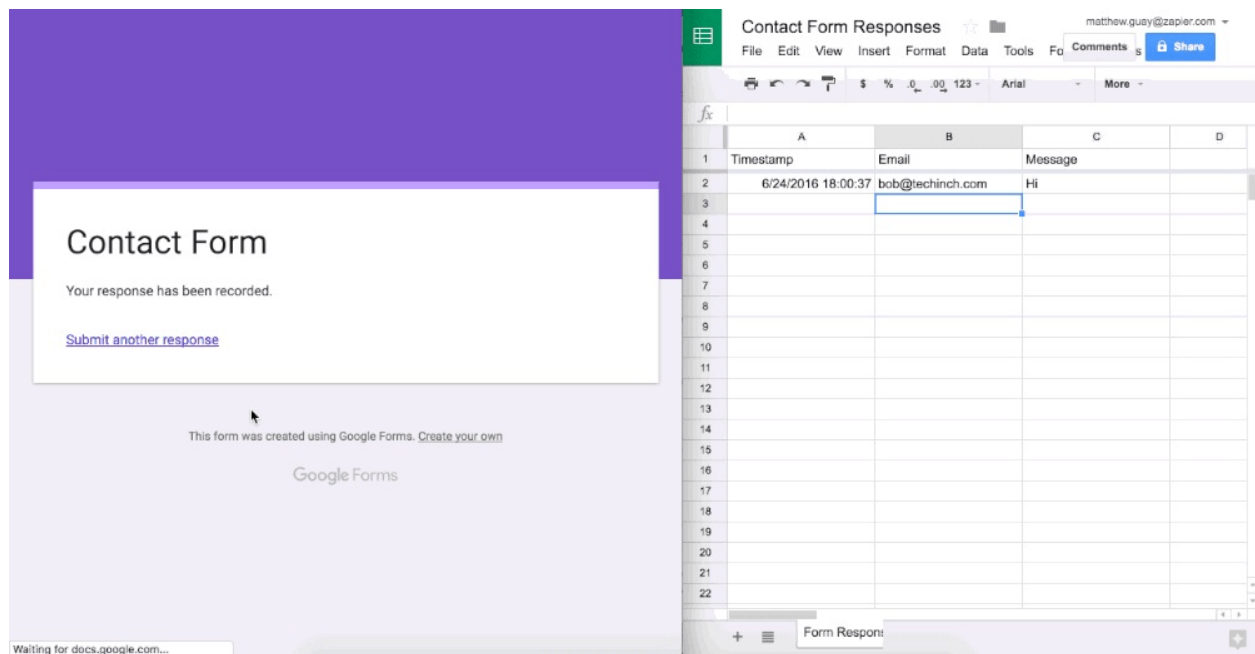 Contact Form
Your response has been recorded.
Submit another response
This form was created using Google Forms. Create your own
Google Forms
Waiting for docs.google.com...
Contact Form Responses
matthew.guay@zapier.com
File Edit View Insert Format Data Tools Fo s
Comments
Share
$ % .0 .00 123 Arial More
fx
A B C D
1 Timestamp Email Message
2 6/24/2016 18:00:37 bob@techinch.com Hi
3
4
5
6
7
8
9
10
11
12
13
14
15
16
17
18
19
20
21
22
+ Form Respons